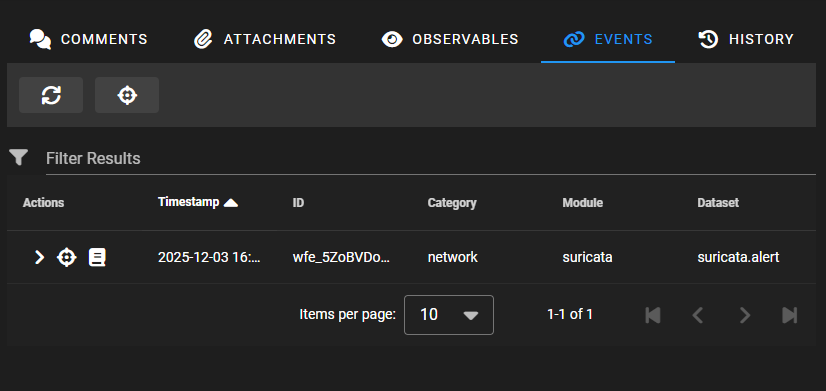 COMMENTS ATTACHMENTS OBSERVABLES EVENTS HISTORY
Filter Results
Actions Timestamp ID Category Module Dataset
2025-12-03 16:... wfe_5ZoBVDo... network suricata suricata.alert
Items per page: 10 1-1 of 1